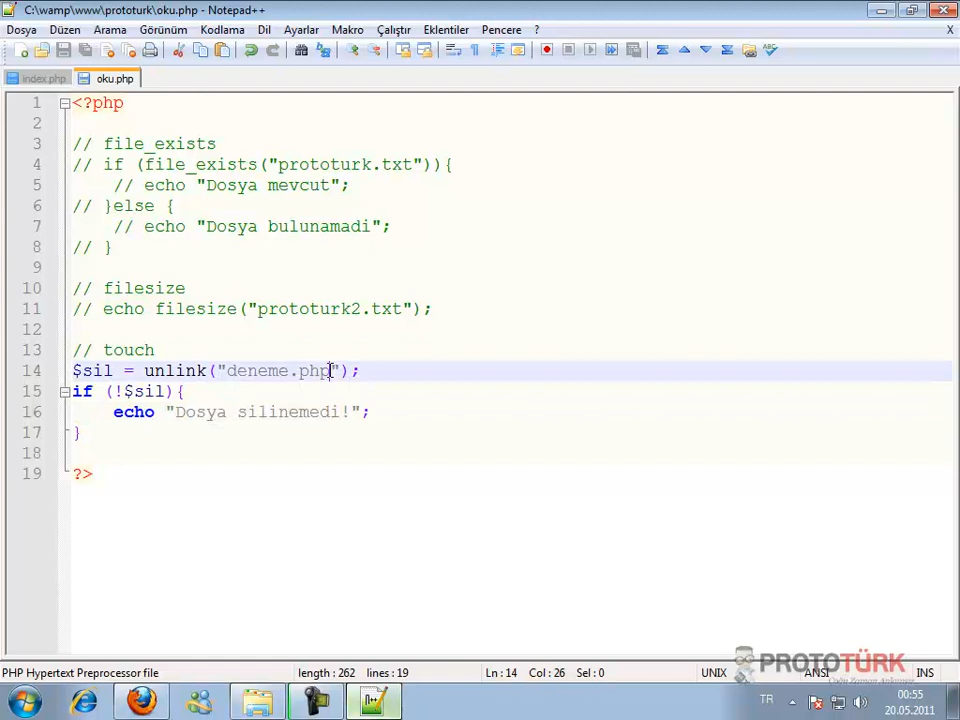 C:\wamp\www\prototurk\oku.php - Notepad++
Dosya Düzen Arama Görünüm Kodlama Dil Ayarlar Makro Çalıştır Eklentiler Pencere ? X
index.php oku.php
1 <?php
2
3 // file_exists
4 // if (file_exists("prototurk.txt")){
5 // echo "Dosya mevcut";
6 // }else {
7 // echo "Dosya bulunamadi";
8 // }
9
10 // filesize
11 // echo filesize("prototurk2.txt");
12
13 // touch
14 $sil = unlink("deneme.php");
15 if (!$sil){
16 echo "Dosya silinemedi!";
17 }
18
19 ?>
PROTOTÜRK
PHP Hypertext Preprocessor file length : 262 lines : 19 Ln : 14 Col : 26 Sel : 0 UNIX ANSI INS
TR 00:55
20.05.2011